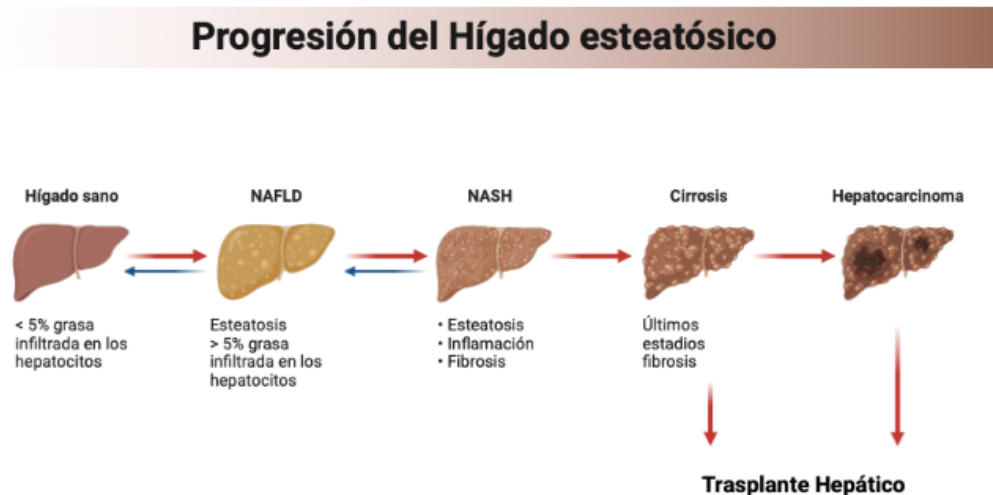 Progresión del Hígado esteatósico
Hígado sano
NAFLD
NASH
Cirrosis
Hepatocarcinoma
< 5% grasa
infiltrada en los
hepatocitos
Esteatosis
> 5% grasa
infiltrada en los
hepatocitos
• Esteatosis
• Inflamación
• Fibrosis
Últimos
estadios
fibrosis
Trasplante Hepático